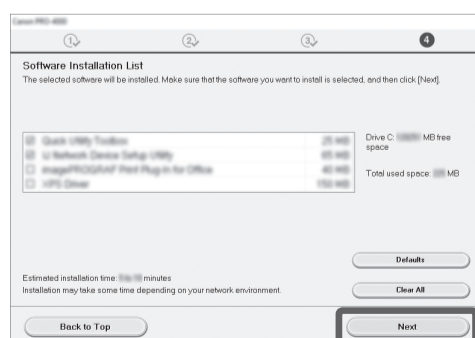 Canon PRO-4000
1 2 3 4
Software Installation List
The selected software will be installed. Make sure that the software you want to install is selected, and then click [Next].
Quick Utility Toolbox 25 MB
IJ Network Device Setup Utility 65 MB
imagePROGRAF Print Plug-In for Office 40 MB
XPS Driver 150 MB
Drive C: MB free
space
Total used space: MB
Defaults
Estimated installation time: minutes
Installation may take some time depending on your network environment.
Clear All
Back to Top
Next